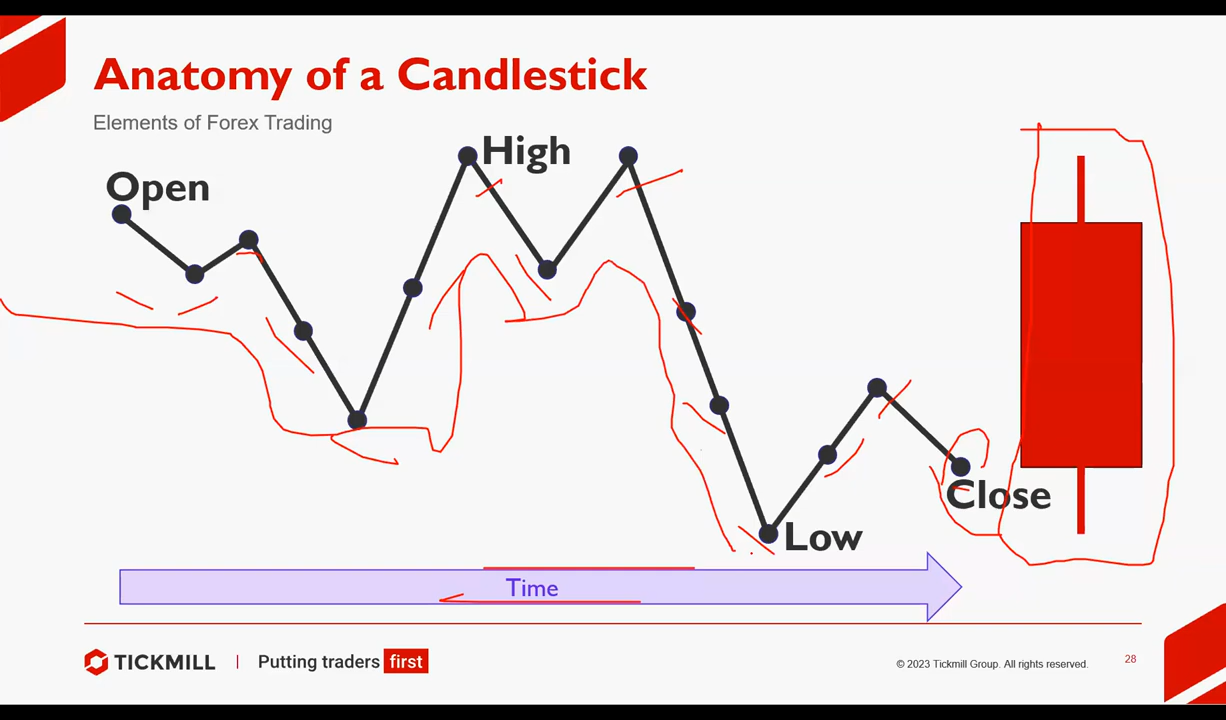 Anatomy of a Candlestick
Elements of Forex Trading
High
Open
Close
Low
Time
TICKMILL | Putting traders first
© 2023 Tickmill Group. All rights reserved.
28